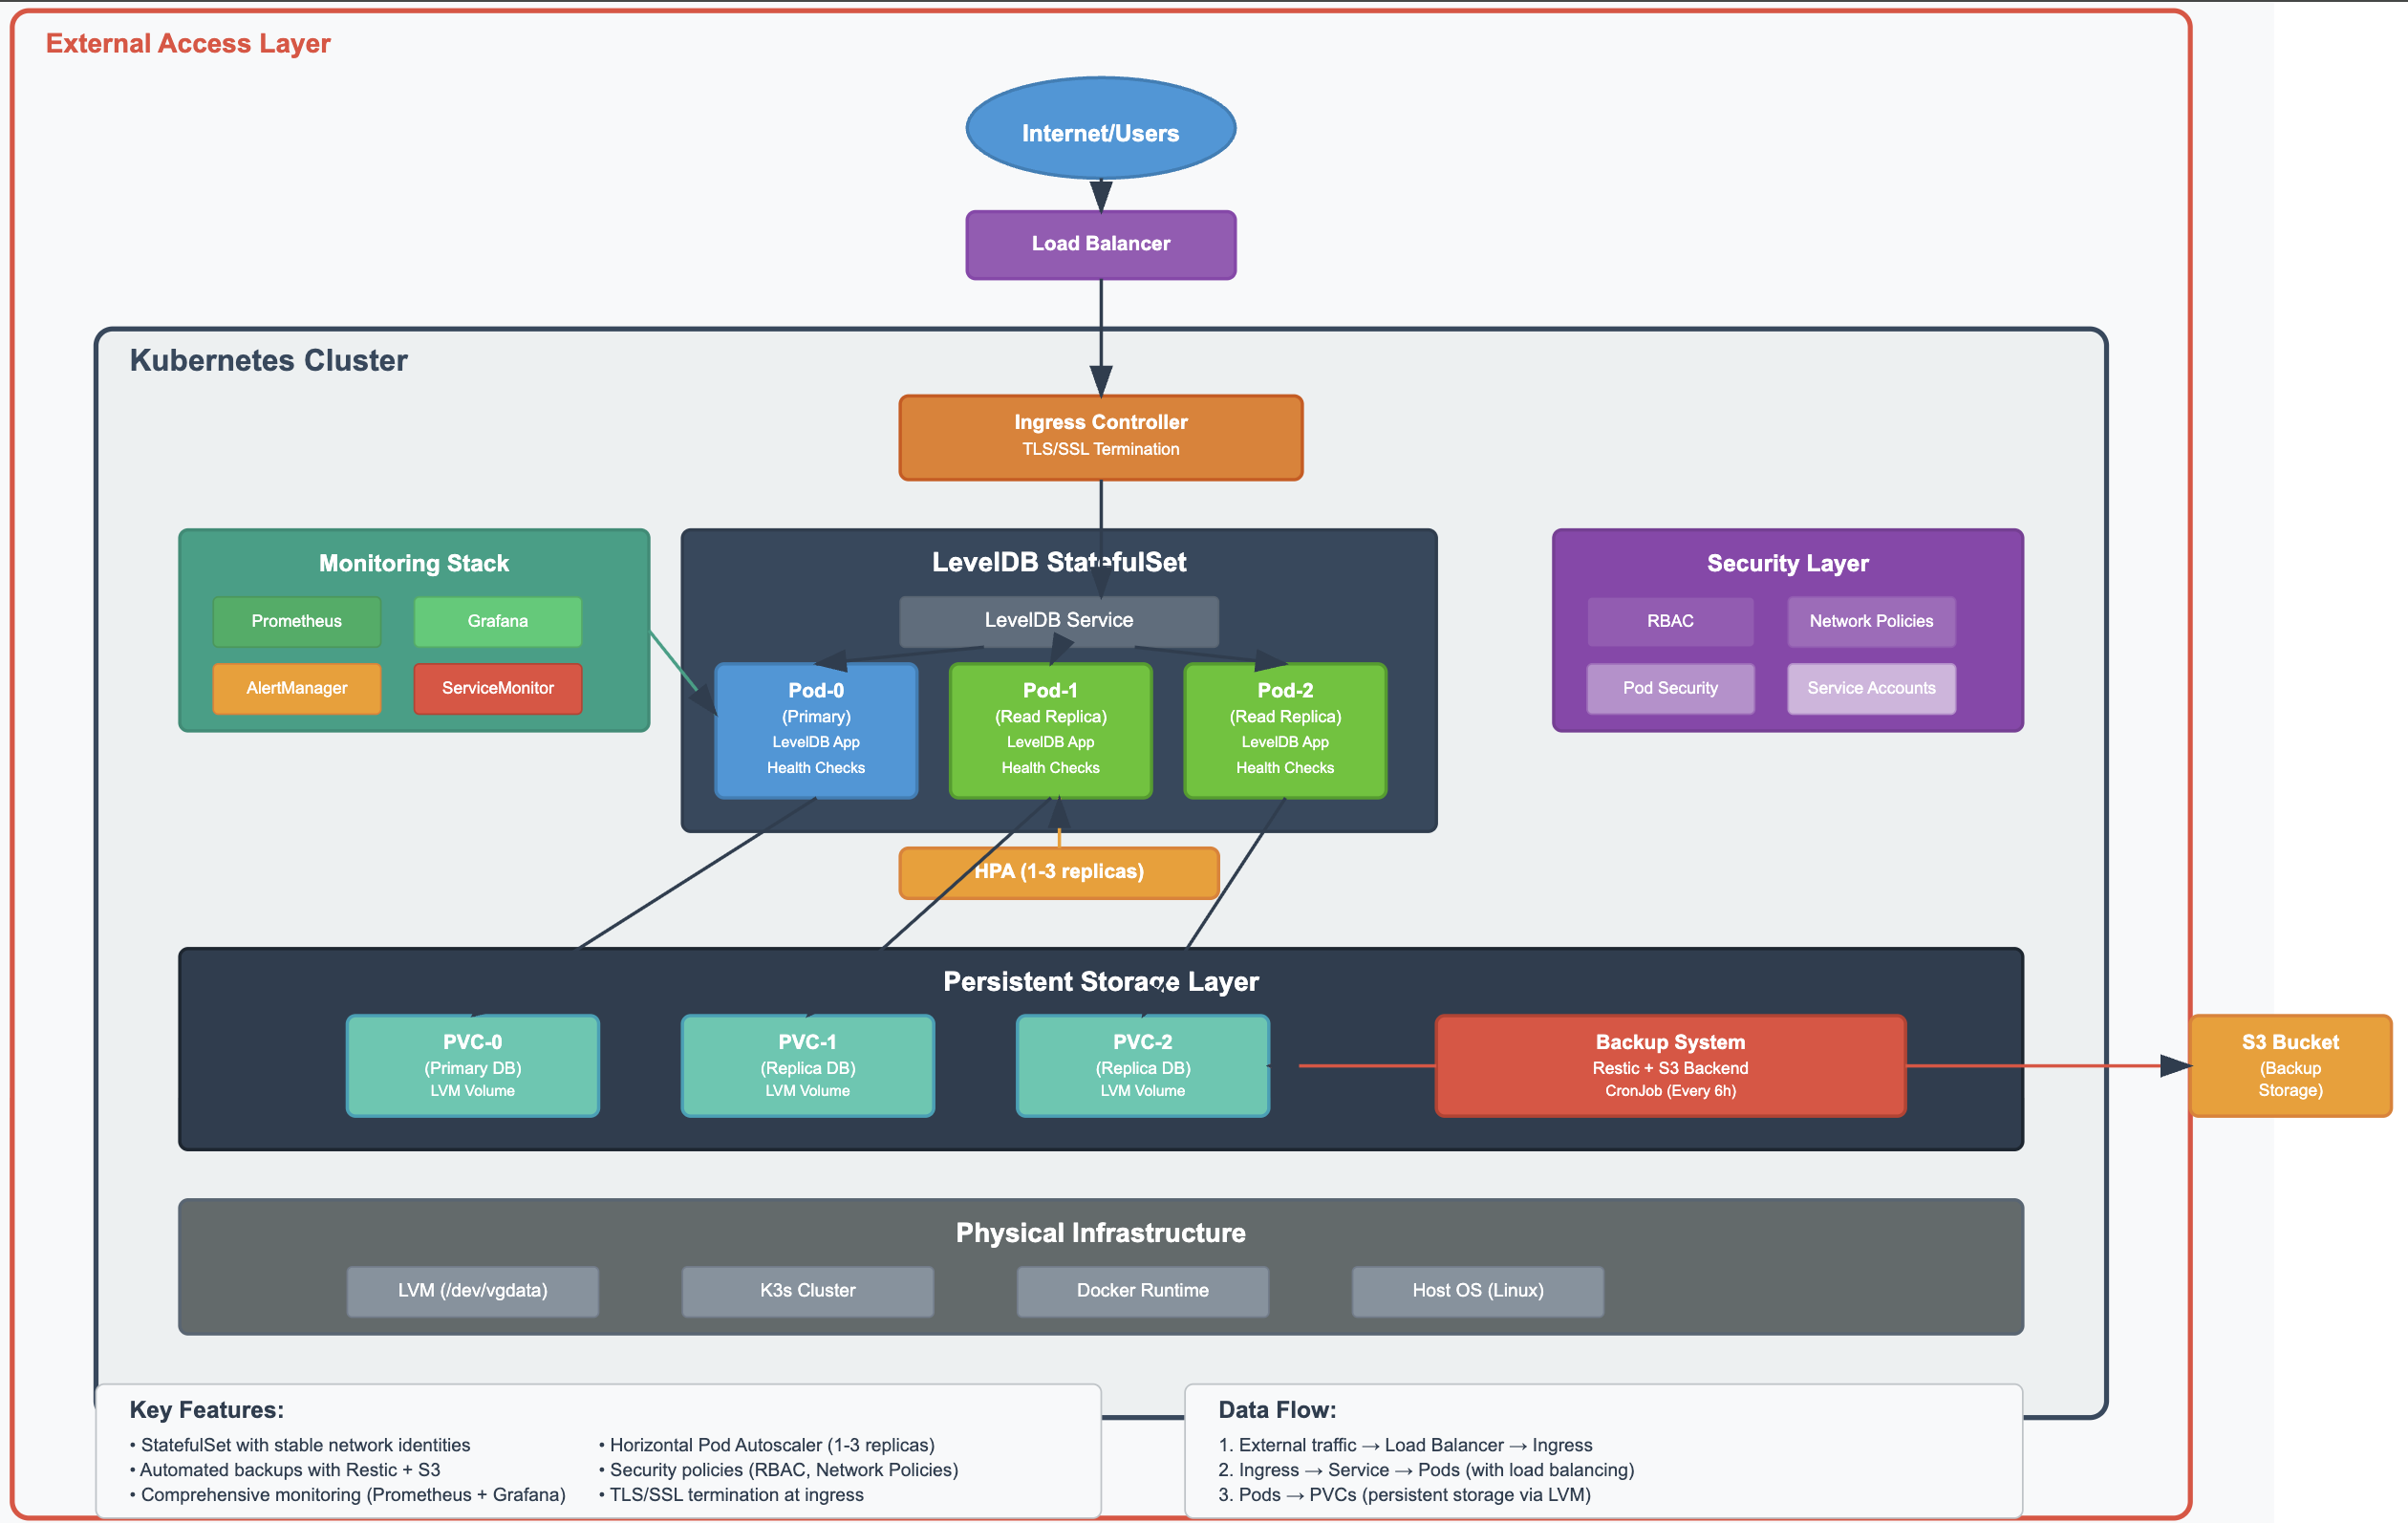 External Access Layer
Internet/Users
Load Balancer
Kubernetes Cluster
Ingress Controller
TLS/SSL Termination
Monitoring Stack
Prometheus
Grafana
AlertManager
ServiceMonitor
LevelDB StatefulSet
LevelDB Service
Pod-0
(Primary)
LevelDB App
Health Checks
Pod-1
(Read Replica)
LevelDB App
Health Checks
Pod-2
(Read Replica)
LevelDB App
Health Checks
Security Layer
RBAC
Network Policies
Pod Security
Service Accounts
HPA (1-3 replicas)
Persistent Storage Layer
PVC-0
(Primary DB)
LVM Volume
PVC-1
(Replica DB)
LVM Volume
PVC-2
(Replica DB)
LVM Volume
Backup System
Restic + S3 Backend
CronJob (Every 6h)
S3 Bucket
(Backup
Storage)
Physical Infrastructure
LVM (/dev/vgdata)
K3s Cluster
Docker Runtime
Host OS (Linux)
Key Features:
• StatefulSet with stable network identities
• Automated backups with Restic + S3
• Comprehensive monitoring (Prometheus + Grafana)
• Horizontal Pod Autoscaler (1-3 replicas)
• Security policies (RBAC, Network Policies)
• TLS/SSL termination at ingress
Data Flow:
1. External traffic → Load Balancer → Ingress
2. Ingress → Service → Pods (with load balancing)
3. Pods → PVCs (persistent storage via LVM)